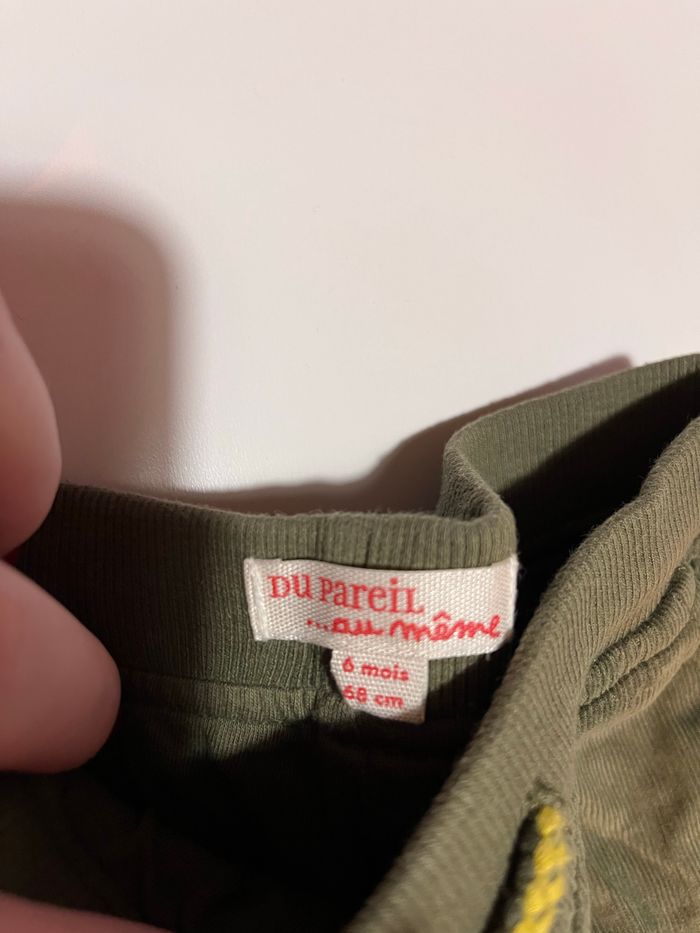 DU PareiL
...au même
6 mois
68 cm